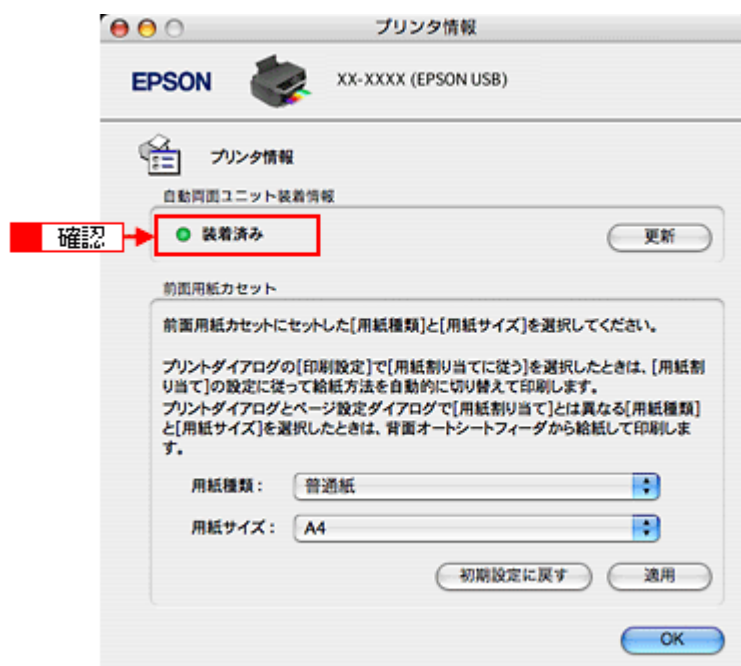 プリンタ情報
EPSON
XX-XXXX (EPSON USB)
プリンタ情報
自動両面ユニット装着情報
確認
装着済み
更新
前面用紙カセット
前面用紙カセットにセットした[用紙種類]と[用紙サイズ]を選択してください。
プリントダイアログの[印刷設定]で[用紙割り当てに従う]を選択したときは、[用紙割
り当て]の設定に従って給紙方法を自動的に切り替えて印刷します。
プリントダイアログとページ設定ダイアログで[用紙割り当て]とは異なる[用紙種類]
と[用紙サイズ]を選択したときは、背面オートシートフィーダから給紙して印刷しま
す。
用紙種類：
普通紙
用紙サイズ：
A4
初期設定に戻す
適用
OK